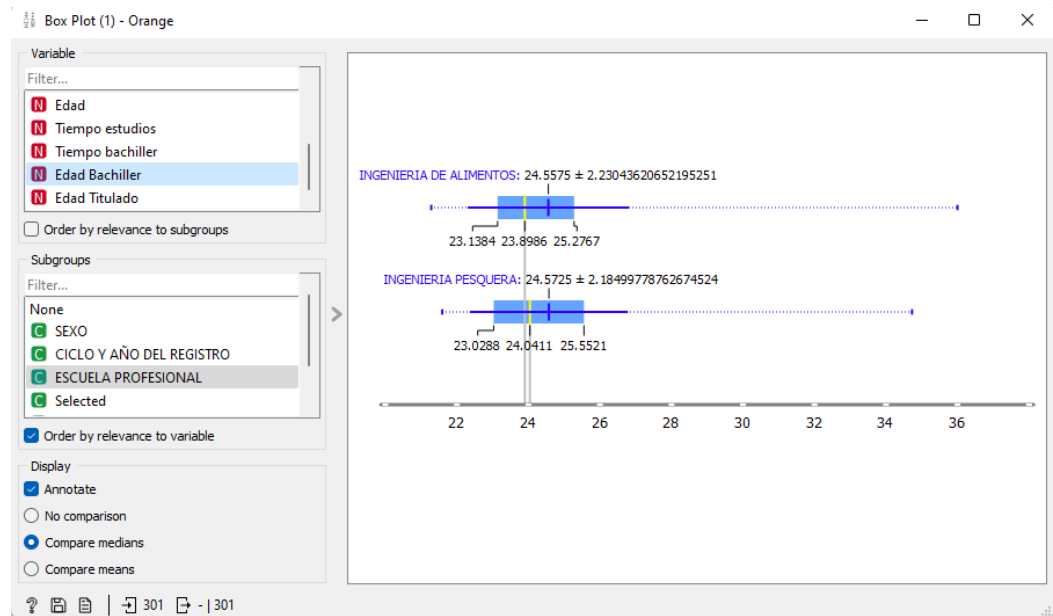 Box Plot (1) - Orange
Variable
Filter...
N Edad
N Tiempo estudios
N Tiempo bachiller
N Edad Bachiller
N Edad Titulado
Order by relevance to subgroups
Subgroups
Filter...
None
C SEXO
C CICLO Y AÑO DEL REGISTRO
C ESCUELA PROFESIONAL
C Selected
Order by relevance to variable
Display
Annotate
No comparison
Compare medians
Compare means
? 301 - | 301
>
INGENIERIA DE ALIMENTOS: 24.5575 ± 2.23043620652195251
23.1384 23.8986 25.2767
INGENIERIA PESQUERA: 24.5725 ± 2.18499778762674524
23.0288 24.0411 25.5521
22 24 26 28 30 32 34 36